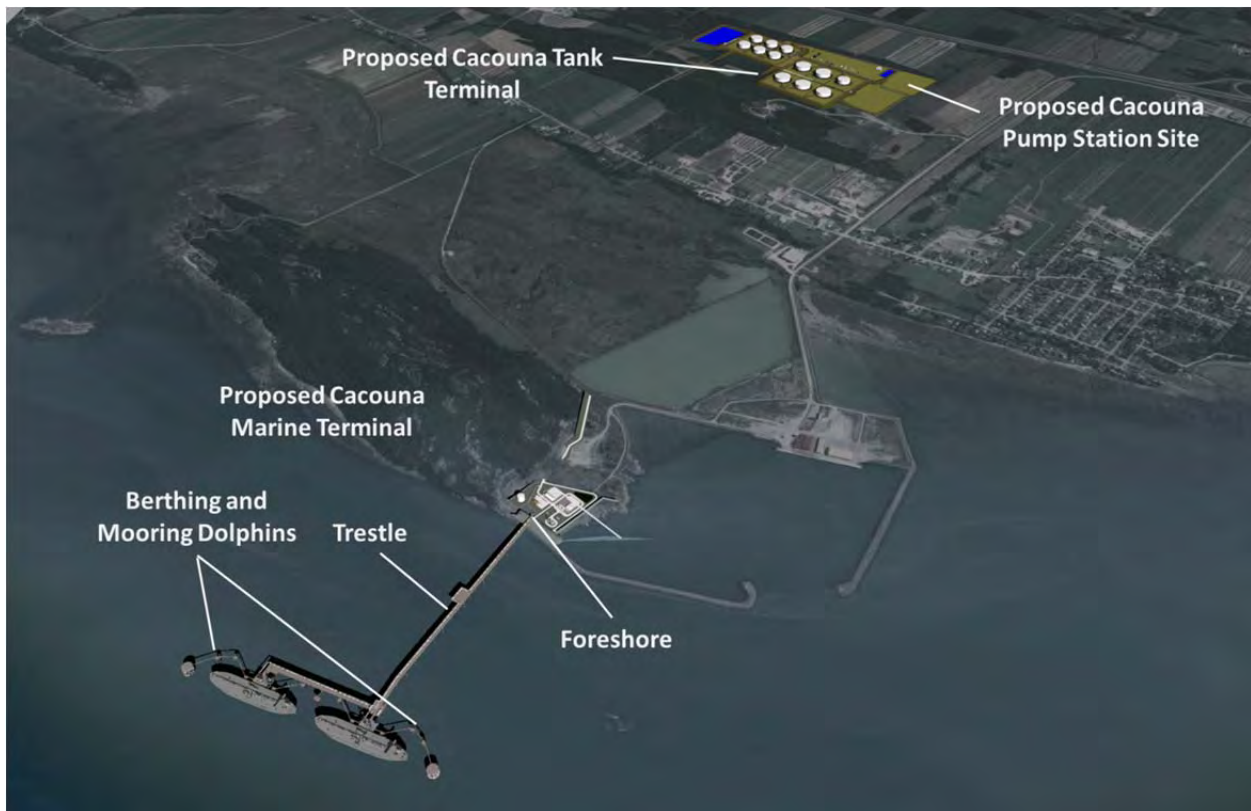 Proposed Cacouna Tank
Terminal
Proposed Cacouna
Pump Station Site
Proposed Cacouna
Marine Terminal
Berthing and
Mooring Dolphins
Trestle
Foreshore